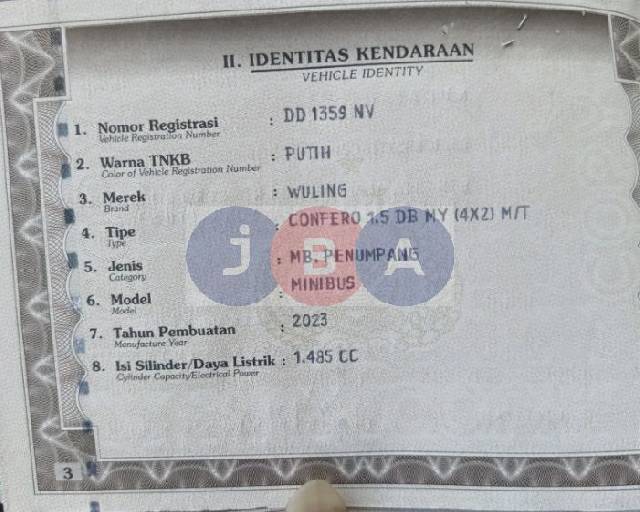 II. IDENTITAS KENDARAAN
VEHICLE IDENTITY
1. Nomor Registrasi : DD 1359 NV
Vehicle Registration Number
2. Warna TNKB : PUTIH
Color of Vehicle Registration Number
3. Merek : WULING
Brand
4. Tipe : CONFERO 1.5 DB MY (4X2) M/T
Type
5. Jenis : MB. PENUMPANG
Category
6. Model : MINIBUS
Model
7. Tahun Pembuatan : 2023
Manufacture Year
8. Isi Silinder/Daya Listrik : 1.485 CC
Cylinder Capacity/Electrical Power
JBA
3